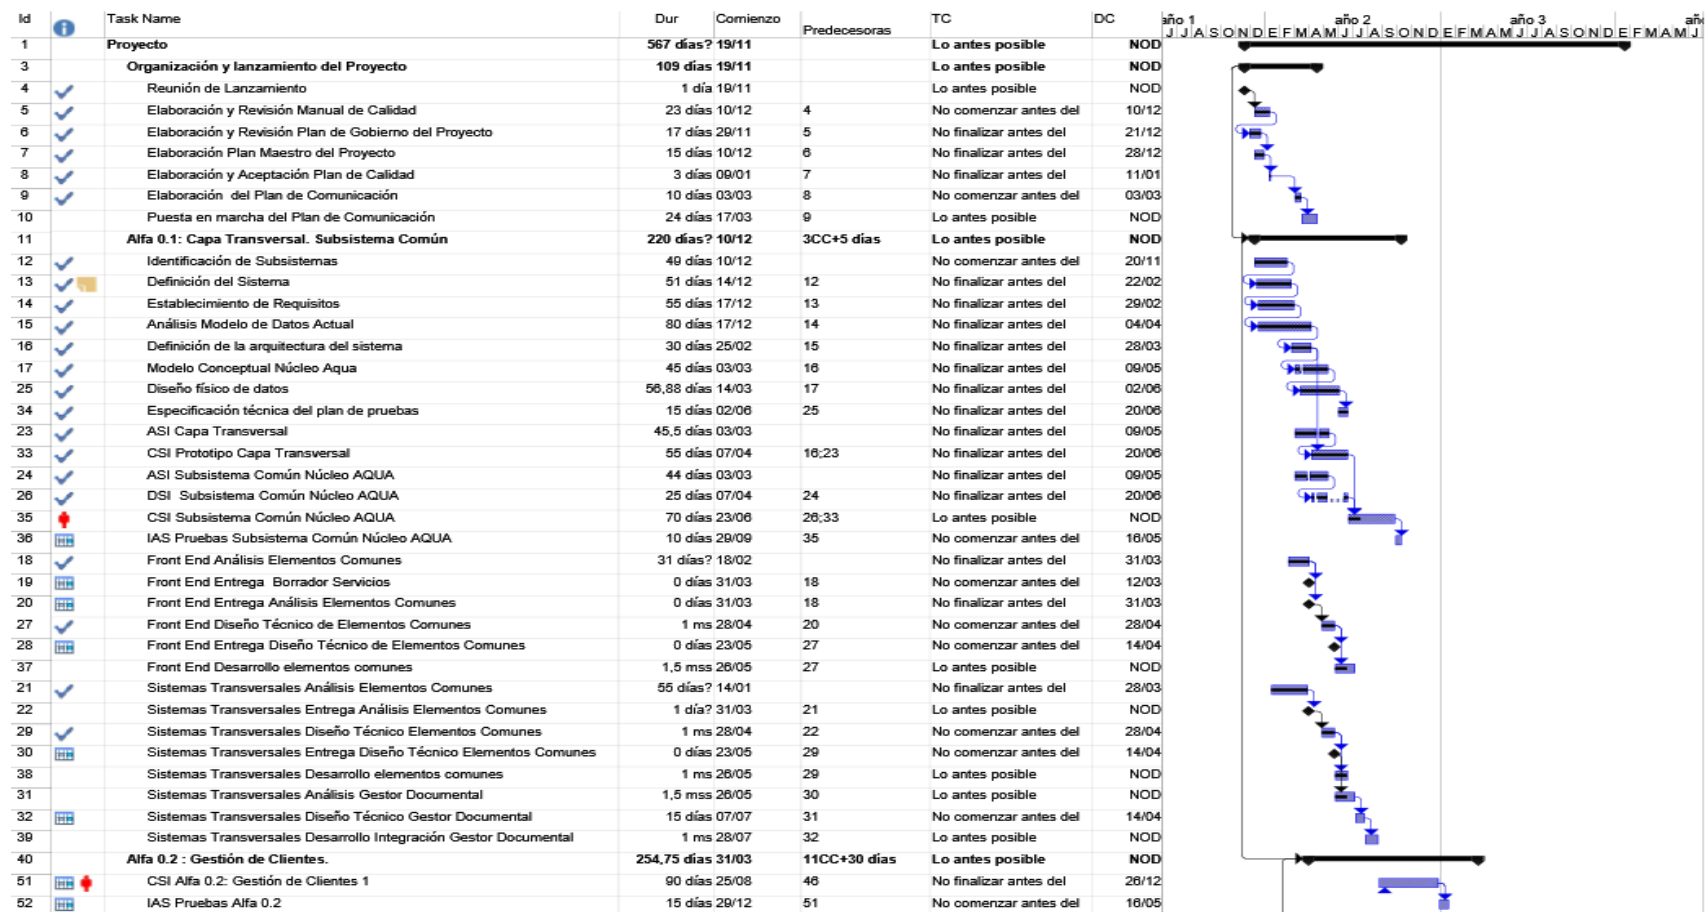 Id Task Name Dur Comienzo Predecesoras TC DC año 1 año 2 año 3 añ
J J A S O N D E F M A M J J A S O N D E F M A M J J A S O N D E F M A M J
1 Proyecto 567 días? 19/11 Lo antes posible NOD
3 Organización y lanzamiento del Proyecto 109 días 19/11 Lo antes posible NOD
4 Reunión de Lanzamiento 1 día 19/11 Lo antes posible NOD
5 Elaboración y Revisión Manual de Calidad 23 días 10/12 4 No comenzar antes del 10/12
6 Elaboración y Revisión Plan de Gobierno del Proyecto 17 días 29/11 5 No finalizar antes del 21/12
7 Elaboración Plan Maestro del Proyecto 15 días 10/12 6 No finalizar antes del 28/12
8 Elaboración y Aceptación Plan de Calidad 3 días 09/01 7 No finalizar antes del 11/01
9 Elaboración del Plan de Comunicación 10 días 03/03 8 No comenzar antes del 03/03
10 Puesta en marcha del Plan de Comunicación 24 días 17/03 9 Lo antes posible NOD
11 Alfa 0.1: Capa Transversal. Subsistema Común 220 días? 10/12 3CC+5 días Lo antes posible NOD
12 Identificación de Subsistemas 49 días 10/12 No comenzar antes del 20/11
13 Definición del Sistema 51 días 14/12 12 No finalizar antes del 22/02
14 Establecimiento de Requisitos 55 días 17/12 13 No finalizar antes del 29/02
15 Análisis Modelo de Datos Actual 80 días 17/12 14 No finalizar antes del 04/04
16 Definición de la arquitectura del sistema 30 días 25/02 15 No finalizar antes del 28/03
17 Modelo Conceptual Núcleo Aqua 45 días 03/03 16 No finalizar antes del 09/05
25 Diseño físico de datos 56,88 días 14/03 17 No finalizar antes del 02/06
34 Especificación técnica del plan de pruebas 15 días 02/06 25 No finalizar antes del 20/06
23 ASI Capa Transversal 45,5 días 03/03 No finalizar antes del 09/05
33 CSI Prototipo Capa Transversal 55 días 07/04 16;23 No finalizar antes del 20/06
24 ASI Subsistema Común Núcleo AQUA 44 días 03/03 No finalizar antes del 09/05
26 DSI Subsistema Común Núcleo AQUA 25 días 07/04 24 No finalizar antes del 20/06
35 CSI Subsistema Común Núcleo AQUA 70 días 23/06 26;33 Lo antes posible NOD
36 IAS Pruebas Subsistema Común Núcleo AQUA 10 días 29/09 35 No comenzar antes del 16/05
18 Front End Análisis Elementos Comunes 31 días? 18/02 No finalizar antes del 31/03
19 Front End Entrega Borrador Servicios 0 días 31/03 18 No comenzar antes del 12/03
20 Front End Entrega Análisis Elementos Comunes 0 días 31/03 18 No finalizar antes del 31/03
27 Front End Diseño Técnico de Elementos Comunes 1 ms 28/04 20 No comenzar antes del 28/04
28 Front End Entrega Diseño Técnico de Elementos Comunes 0 días 23/05 27 No comenzar antes del 14/04
37 Front End Desarrollo elementos comunes 1,5 mss 26/05 27 Lo antes posible NOD
21 Sistemas Transversales Análisis Elementos Comunes 55 días? 14/01 No finalizar antes del 28/03
22 Sistemas Transversales Entrega Análisis Elementos Comunes 1 día? 31/03 21 Lo antes posible NOD
29 Sistemas Transversales Diseño Técnico Elementos Comunes 1 ms 28/04 22 No comenzar antes del 28/04
30 Sistemas Transversales Entrega Diseño Técnico Elementos Comunes 0 días 23/05 29 No comenzar antes del 14/04
38 Sistemas Transversales Desarrollo elementos comunes 1 ms 26/05 29 Lo antes posible NOD
31 Sistemas Transversales Análisis Gestor Documental 1,5 mss 26/05 30 Lo antes posible NOD
32 Sistemas Transversales Diseño Técnico Gestor Documental 15 días 07/07 31 No comenzar antes del 14/04
39 Sistemas Transversales Desarrollo Integración Gestor Documental 1 ms 28/07 32 Lo antes posible NOD
40 Alfa 0.2 : Gestión de Clientes. 254,75 días 31/03 11CC+30 días Lo antes posible NOD
51 CSI Alfa 0.2: Gestión de Clientes 1 90 días 25/08 46 No finalizar antes del 26/12
52 IAS Pruebas Alfa 0.2 15 días 29/12 51 No comenzar antes del 16/05